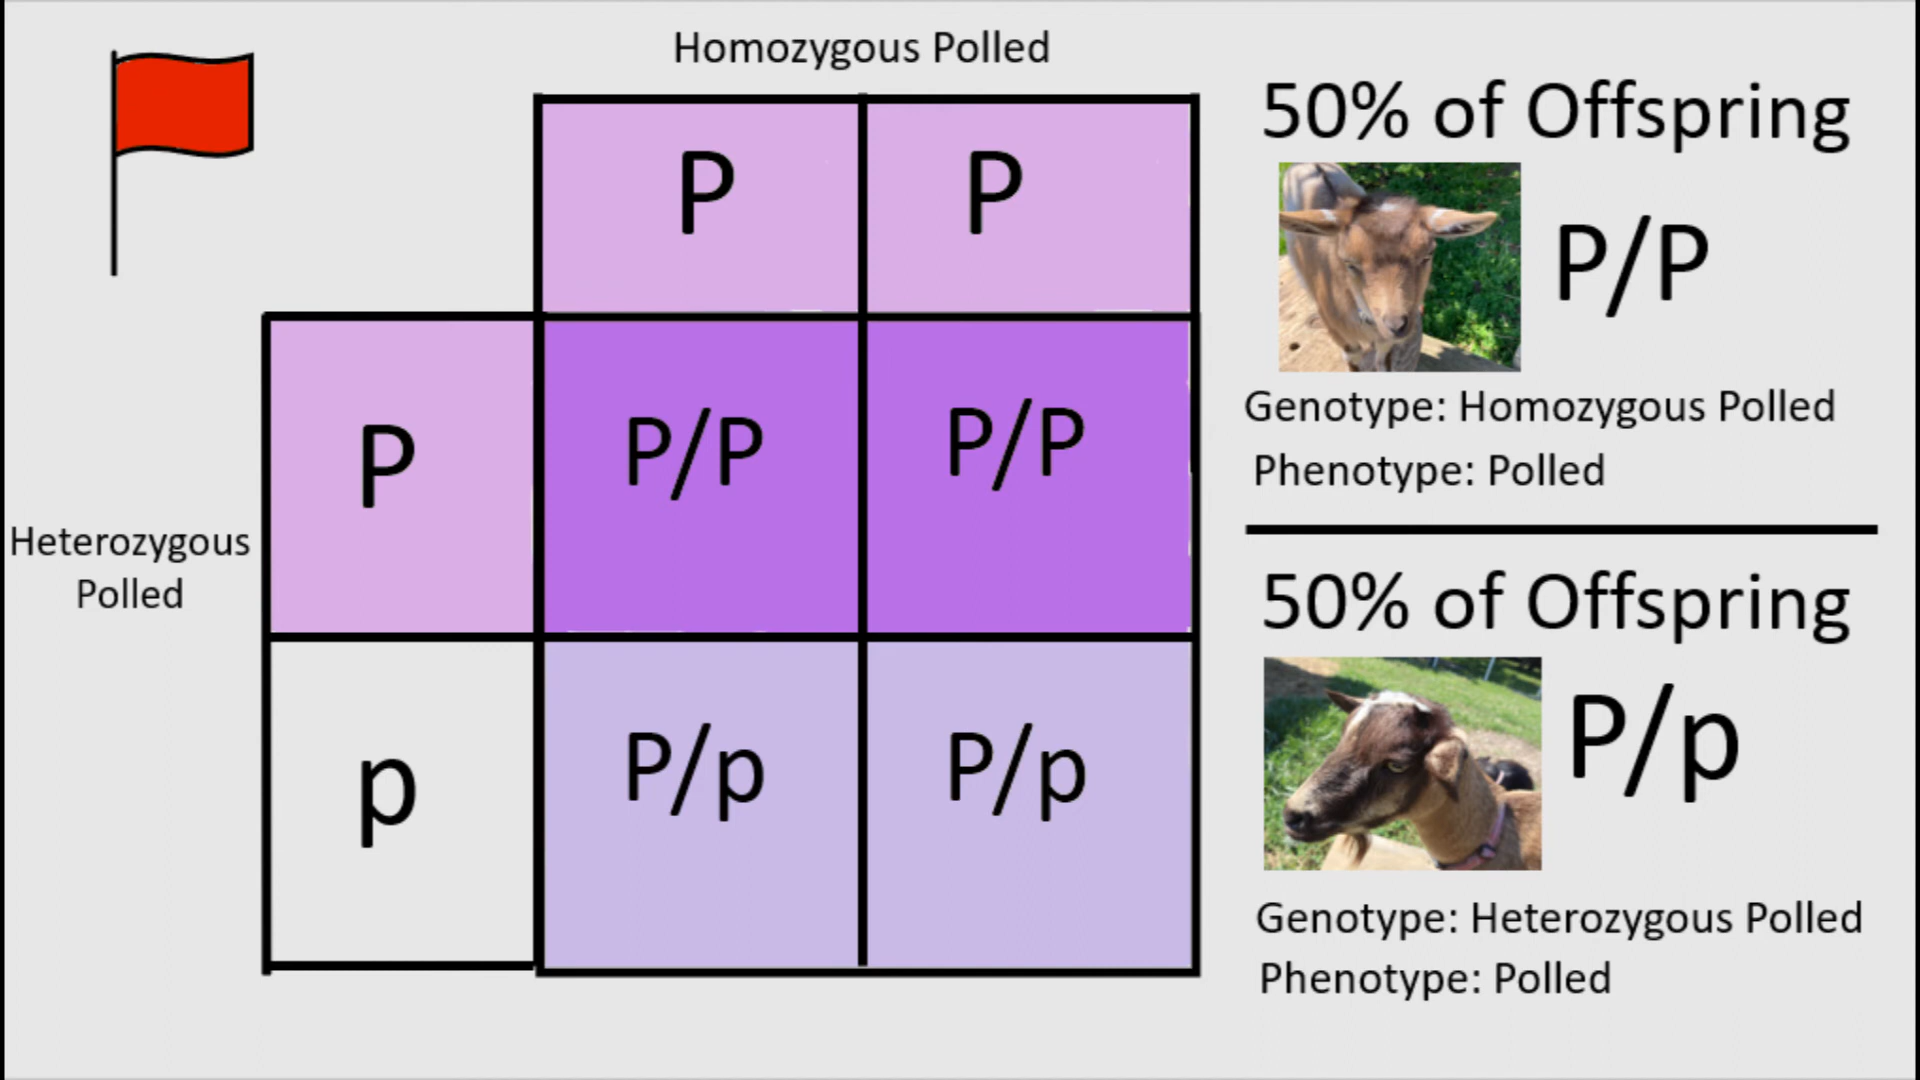 Homozygous Polled
P
P
Heterozygous
Polled
P
P/P
P/P
p
P/p
P/p
50% of Offspring
P/P
Genotype: Homozygous Polled
Phenotype: Polled
50% of Offspring
P/p
Genotype: Heterozygous Polled
Phenotype: Polled